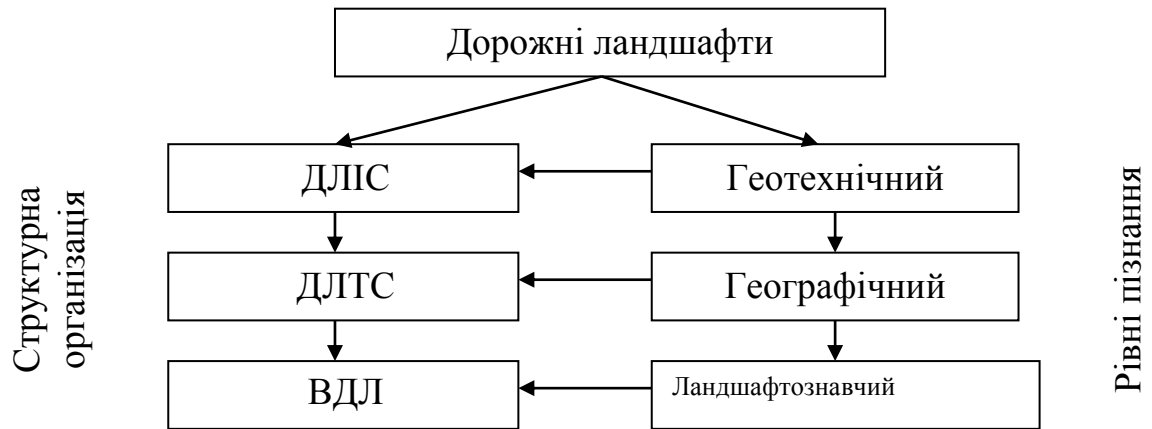 Дорожні ландшафти
Структурна
організація
ДЛІС
Геотехнічний
ДЛТС
Географічний
ВДЛ
Ландшафтознавчий
Рівні пізнання